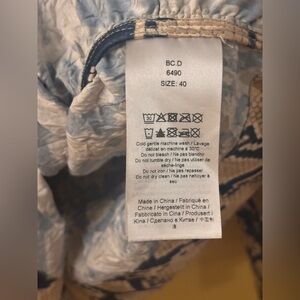 BC.D
6490
SIZE: 40
Cold gentle machine wash / Lavage
délicat en machine à 30°C
Do not bleach / Ne pas blanchir
Do not tumble dry / Ne pas utiliser de
sèche-linge
Do not iron / Ne pas repasser
Do not dry clean / Ne pas nettoyer à
sec
Made in China / Fabriqué en
Chine / Hergestellt in China /
Fabbricato in Cina / Produsert i
Kina / Сделано в Китае / 中国制